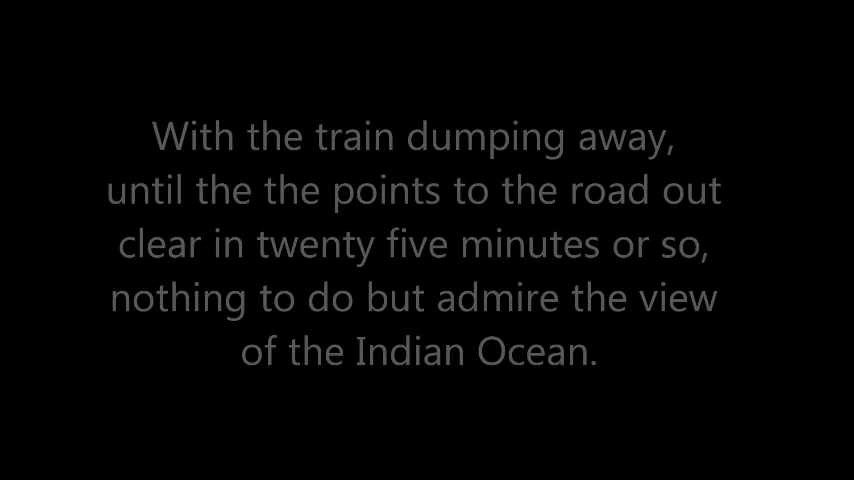 With the train dumping away,
until the the points to the road out
clear in twenty five minutes or so,
nothing to do but admire the view
of the Indian Ocean.